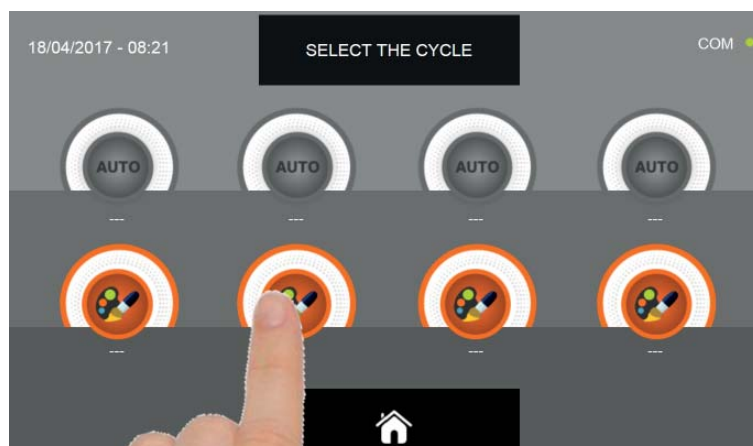 18/04/2017 - 08:21
SELECT THE CYCLE
COM
AUTO
AUTO
AUTO
AUTO
---
---
---
---
---
---
---